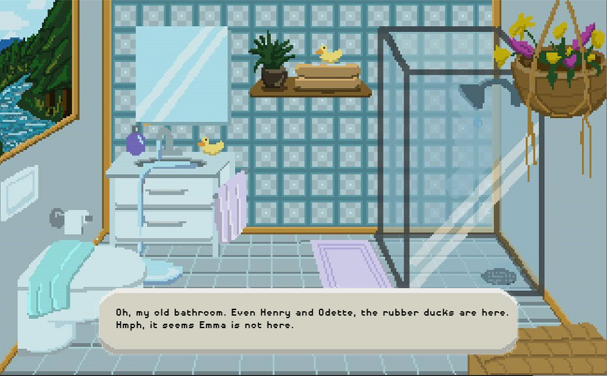 Oh, my old bathroom. Even Henry and Odette, the rubber ducks are here.
Hmph, it seems Emma is not here.